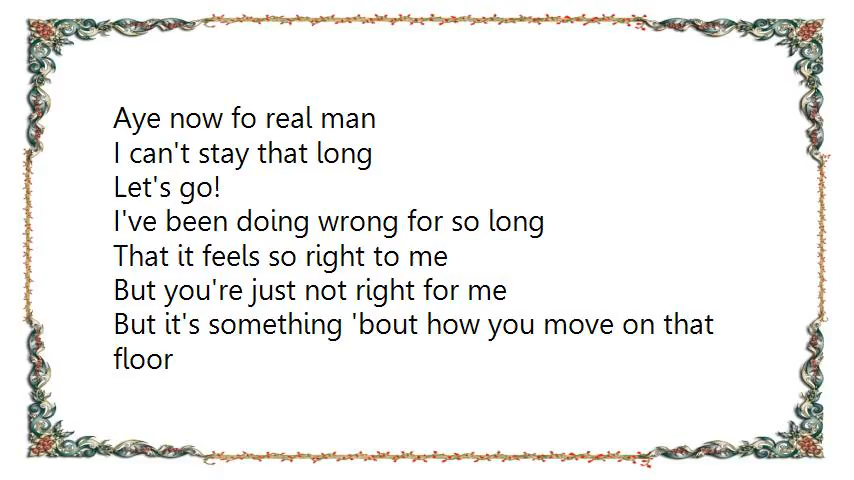 Aye now fo real man
I can't stay that long
Let's go!
I've been doing wrong for so long
That it feels so right to me
But you're just not right for me
But it's something 'bout how you move on that
floor